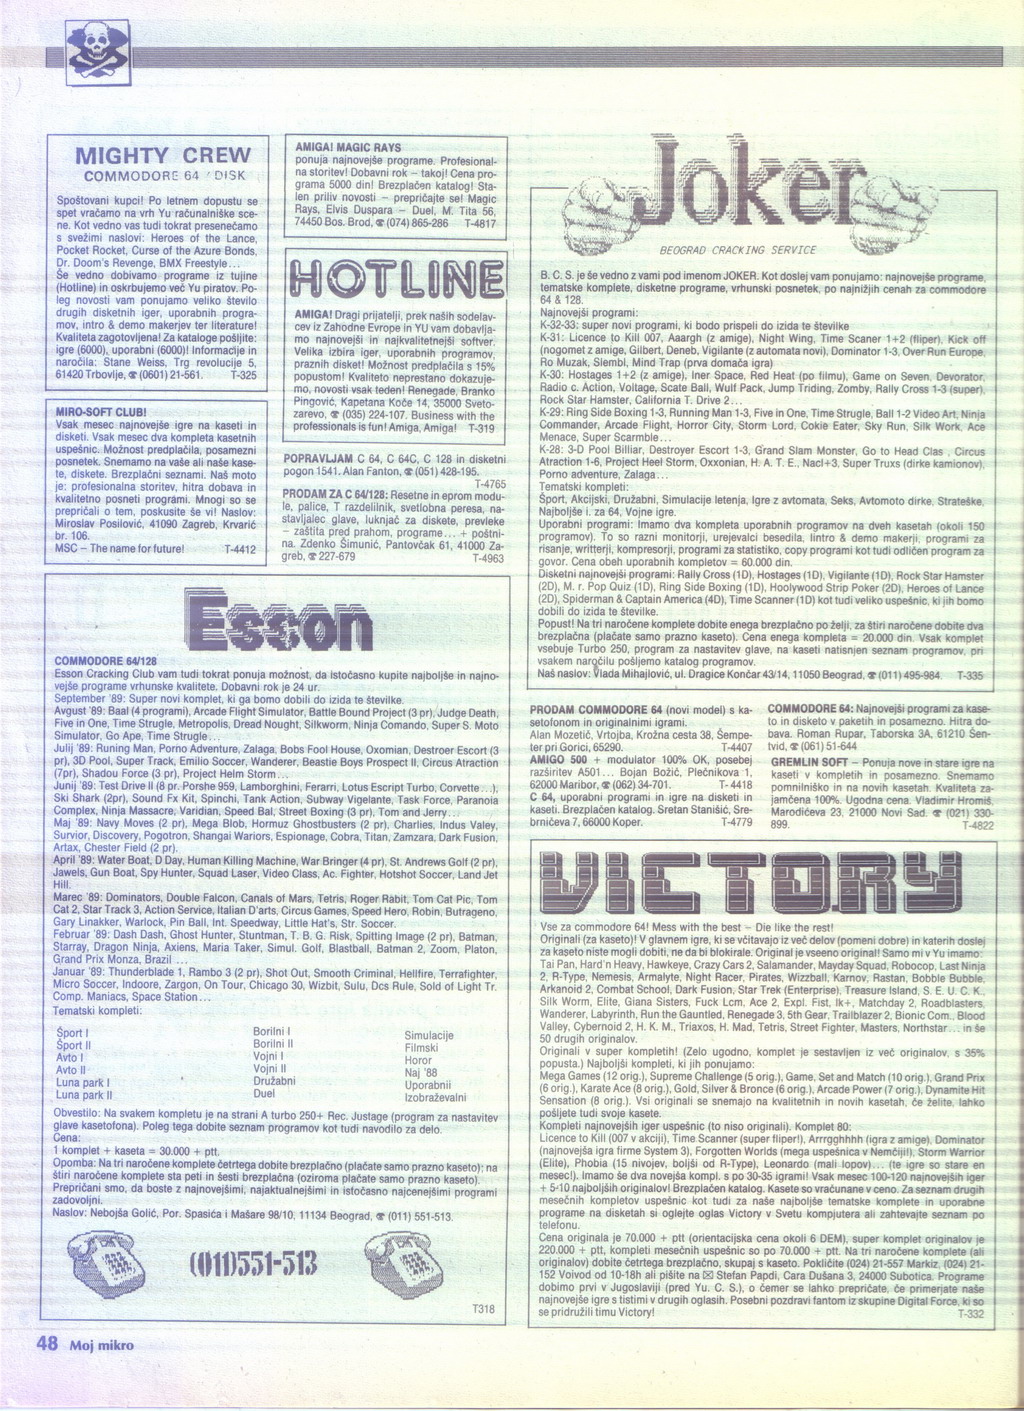 MIGHTY CREW
COMMODORE 64 / DISK
Spoštovani kupci! Po letnem dopustu se
spet vračamo na vrh Yu računalniške sce-
ne. Kot vedno vas tudi tokrat presenečamo
s svežimi naslovi: Heroes of the Lance,
Pocket Rocket, Curse of the Azure Bonds,
Dr. Doom's Revenge, BMX Freestyle...
Še vedno dobivamo programe iz tujine
(Hotline) in oskrbujemo več Yu piratov. Po-
leg novosti vam ponujamo veliko število
drugih disketnih iger, uporabnih progra-
mov, intro & demo makerjev ter literature!
Kvaliteta zagotovljena! Za kataloge pošljite:
igre (6000), uporabni (6000)! Informacije in
naročila: Stane Weiss, Trg revolucije 5,
61420 Trbovlje, ☎ (0601) 21-561. T-325
MIRO-SOFT CLUB!
Vsak mesec najnovejše igre na kaseti in
disketi. Vsak mesec dva kompleta kasetnih
uspešnic. Možnost predplačila, posamezni
posnetek. Snemamo na vaše ali naše kase-
te, diskete. Brezplačni seznami. Naš moto
je: profesionalna storitev, hitra dobava in
kvalitetno posneti programi. Mnogi so se
prepričali o tem, poskusite še vi! Naslov:
Miroslav Posilović, 41090 Zagreb, Krvarić
br. 106.
MSC – The name for future! T-4412
AMIGA! MAGIC RAYS
ponuja najnovejše programe. Profesional-
na storitev! Dobavni rok – takoj! Cena pro-
grama 5000 din! Brezplačen katalog! Sta-
len priliv novosti – prepričajte se! Magic
Rays, Elvis Duspara – Duel, M. Tita 56,
74450 Bos. Brod, ☎ (074) 865-286 T-4817
HOTLINE
AMIGA! Dragi prijatelji, prek naših sodelav-
cev iz Zahodne Evrope in YU vam dobavlja-
mo najnovejši in najkvalitetnejši softver.
Velika izbira iger, uporabnih programov,
praznih disket! Možnost predplačila s 15%
popustom! Kvaliteto neprestano dokazuje-
mo, novosti vsak teden! Renegade, Branko
Pingović, Kapetana Koče 14, 35000 Sveto-
zarevo, ☎ (035) 224-107. Business with the
professionals is fun! Amiga, Amiga! T-319
POPRAVLJAM C 64, C 64C, C 128 in disketni
pogon 1541. Alan Fanton, ☎ (051) 428-195.
T-4765
PRODAM ZA C 64/128: Resetne in eprom modu-
le, palice, T razdelilnik, svetlobna peresa, na-
stavljalec glave, luknjač za diskete, prevleke
– zaštita pred prahom, programe... + poštni-
na. Zdenko Šimunić, Pantovčak 61, 41000 Za-
greb, ☎ 227-679 T-4963
Esson
COMMODORE 64/128
Esson Cracking Club vam tudi tokrat ponuja možnost, da istočasno kupite najboljše in najno-
vejše programe vrhunske kvalitete. Dobavni rok je 24 ur.
September '89: Super novi komplet, ki ga bomo dobili do izida te številke.
Avgust '89: Baal (4 programi), Arcade Flight Simulator, Battle Bound Project (3 pr), Judge Death,
Five in One, Time Strugle, Metropolis, Dread Nought, Silkworm, Ninja Comando, Super S. Moto
Simulator, Go Ape, Time Strugle...
Julij '89: Runing Man, Porno Adventure, Zalaga, Bobs Fool House, Oxomian, Destroer Escort (3
pr), 3D Pool, Super Track, Emilio Soccer, Wanderer, Beastie Boys Prospect II, Circus Atraction
(7pr), Shadou Force (3 pr), Project Helm Storm...
Junij '89: Test Drive II (8 pr. Porshe 959, Lamborghini, Ferarri, Lotus Escript Turbo, Corvette...),
Ski Shark (2pr), Sound Fx Kit, Spinchi, Tank Action, Subway Vigelante, Task Force, Paranoia
Complex, Ninja Massacre, Varidian, Speed Bal, Street Boxing (3 pr), Tom and Jerry...
Maj '89: Navy Moves (2 pr), Mega Blob, Hormuz Ghostbusters (2 pr), Charlies, Indus Valey,
Survior, Discovery, Pogotron, Shangai Wariors, Espionage, Cobra, Titan, Zamzara, Dark Fusion,
Artax, Chester Field (2 pr).
April '89: Water Boat, D Day, Human Killing Machine, War Bringer (4 pr), St. Andrews Golf (2 pr),
Jawels, Gun Boat, Spy Hunter, Squad Laser, Video Class, Ac. Fighter, Hotshot Soccer, Land Jet
Hill.
Marec '89: Dominators, Double Falcon, Canals of Mars, Tetris, Roger Rabit, Tom Cat Pic, Tom
Cat 2, Star Track 3, Action Service, Italian D'arts, Circus Games, Speed Hero, Robin, Butrageno,
Gary Linakker, Warlock, Pin Ball, Int. Speedway, Little Hat's, Str. Soccer.
Februar '89: Dash Dash, Ghost Hunter, Stuntman, T. B. G. Risk, Spitting Image (2 pr), Batman,
Starray, Dragon Ninja, Axiens, Maria Taker, Simul. Golf, Blastball, Batman 2, Zoom, Platon,
Grand Prix Monza, Brazil ...
Januar '89: Thunderblade 1, Rambo 3 (2 pr), Shot Out, Smooth Criminal, Hellfire, Terrafighter,
Micro Soccer, Indoore, Zargon, On Tour, Chicago 30, Wizbit, Sulu, Dcs Rule, Sold of Light Tr.
Comp. Maniacs, Space Station...
Tematski kompleti:
Šport I
Šport II
Avto I
Avto II
Luna park I
Luna park II
Borilni I
Borilni II
Vojni I
Vojni II
Družabni
Duel
Simulacije
Filmski
Horor
Naj '88
Uporabnii
Izobraževalni
Obvestilo: Na svakem kompletu je na strani A turbo 250+ Rec. Justage (program za nastavitev
glave kasetofona). Poleg tega dobite seznam programov kot tudi navodilo za delo.
Cena:
1 komplet + kaseta = 30.000 + ptt.
Opomba: Na tri naročene komplete četrtega dobite brezplačno (plačate samo prazno kaseto); na
štiri naročene komplete sta peti in šesti brezplačna (oziroma plačate samo prazno kaseto).
Prepričani smo, da boste z najnovejšimi, najaktualnejšimi in istočasno najcenejšimi programi
zadovoljni.
Naslov: Nebojša Golić, Por. Spasića i Mašare 98/10, 11134 Beograd, ☎ (011) 551-513.
(011)551-513
T318
Joker
BEOGRAD CRACKING SERVICE
B. C. S. je še vedno z vami pod imenom JOKER. Kot doslej vam ponujamo: najnovejše programe,
tematske komplete, disketne programe, vrhunski posnetek, po najnižjih cenah za commodore
64 & 128.
Najnovejši programi:
K-32-33: super novi programi, ki bodo prispeli do izida te številke
K-31: Licence to Kill 007, Aaargh (z amige), Night Wing, Time Scaner 1+2 (fliper), Kick off
(nogomet z amige, Gilbert, Deneb, Vigilante (z automata novi), Dominator 1-3, Over Run Europe,
Ro Muzak, Slembl, Mind Trap (prva domača igra)
K-30: Hostages 1+2 (z amige), Iner Space, Red Heat (po filmu), Game on Seven, Devorator,
Radio c. Action, Voltage, Scate Ball, Wulf Pack, Jump Triding, Zomby, Rally Cross 1-3 (super),
Rock Star Hamster, California T. Drive 2...
K-29: Ring Side Boxing 1-3, Running Man 1-3, Five in One, Time Strugle, Ball 1-2 Video Art, Ninja
Commander, Arcade Flight, Horror City, Storm Lord, Cokie Eater, Sky Run, Silk Work, Ace
Menace, Super Scarmble...
K-28: 3-D Pool Billiar, Destroyer Escort 1-3, Grand Slam Monster, Go to Head Clas , Circus
Atraction 1-6, Project Heel Storm, Oxxonian, H. A. T. E., Nacl+3, Super Truxs (dirke kamionov),
Porno adventure, Zalaga...
Tematski kompleti:
Šport, Akcijski, Družabni, Simulacije letenja, Igre z avtomata, Seks, Avtomoto dirke, Strateške,
Najboljše i. za 64, Vojne igre.
Uporabni programi: Imamo dva kompleta uporabnih programov na dveh kasetah (okoli 150
programov). To so razni monitorji, urejevalci besedila, Iintro & demo makerji, programi za
risanje, writterji, kompresorji, programi za statistiko, copy programi kot tudi odličen program za
govor. Cena obeh uporabnih kompletov = 60.000 din.
Disketni najnovejši programi: Rally Cross (1D), Hostages (1D), Vigilante (1D), Rock Star Hamster
(2D), M. r. Pop Quiz (1D), Ring Side Boxing (1D), Hoolywood Strip Poker (2D), Heroes of Lance
(2D), Spiderman & Captain America (4D), Time Scanner (1D) kot tudi veliko uspešnic, ki jih bomo
dobili do izida te številke.
Popust! Na tri naročene komplete dobite enega brezplačno po želji, za štiri naročene dobite dva
brezplačna (plačate samo prazno kaseto). Cena enega kompleta = 20.000 din. Vsak komplet
vsebuje Turbo 250, program za nastavitev glave, na kaseti natisnjen seznam programov, pri
vsakem naročilu pošljemo katalog programov.
Naš naslov: Vlada Mihajlović, ul. Dragice Končar 43/14, 11050 Beograd, ☎ (011) 495-984. T-335
PRODAM COMMODORE 64 (novi model) s ka-
setofonom in originalnimi igrami.
Alan Mozetič, Vrtojba, Krožna cesta 38, Šempe-
ter pri Gorici, 65290. T-4407
AMIGO 500 + modulator 100% OK, posebej
razširitev A501... Bojan Božič, Plečnikova 1,
62000 Maribor, ☎ (062) 34-701. T- 4418
C 64, uporabni programi in igre na disketi in
kaseti. Brezplačen katalog. Sretan Stanišić, Sre-
brničeva 7, 66000 Koper. T-4779
COMMODORE 64: Najnovejši programi za kase-
to in disketo v paketih in posamezno. Hitra do-
bava. Roman Rupar, Taborska 3A, 61210 Šen-
tvid, ☎ (061) 51-644
GREMLIN SOFT – Ponuja nove in stare igre na
kaseti v kompletih in posamezno. Snemamo
pomnilniško in na novih kasetah. Kvaliteta za-
jamčena 100%. Ugodna cena. Vladimir Hromiš,
Marodićeva 23, 21000 Novi Sad. ☎ (021) 330-
899. T-4822
VICTORY
Vse za commodore 64! Mess with the best – Die like the rest!
Originali (za kaseto)! V glavnem igre, ki se včitavajo iz več delov (pomeni dobre) in katerih doslej
za kaseto niste mogli dobiti, ne da bi blokirale. Original je vseeno original! Samo mi v Yu imamo:
Tai Pan, Hard'n Heavy, Hawkeye, Crazy Cars 2, Salamander, Mayday Squad, Robocop, Last Ninja
2, R-Type, Nemesis, Armalyte, Night Racer, Pirates, Wizzball, Karnov, Rastan, Bobble Bubble,
Arkanoid 2, Combat School, Dark Fusion, Star Trek (Enterprise), Treasure Island, S. E. U. C. K.,
Silk Worm, Elite, Giana Sisters, Fuck Lcm, Ace 2, Expl. Fist, Ik+, Matchday 2, Roadblasters,
Wanderer, Labyrinth, Run the Gauntled, Renegade 3, 5th Gear, Trailblazer 2, Bionic Com., Blood
Valley, Cybernoid 2, H. K. M., Triaxos, H. Mad, Tetris, Street Fighter, Masters, Northstar... in še
50 drugih originalov.
Originali v super kompletih! (Zelo ugodno, komplet je sestavljen iz več originalov, s 35%
popusta.) Najboljši kompleti, ki jih ponujamo:
Mega Games (12 orig.), Supreme Challenge (5 orig.), Game, Set and Match (10 orig.), Grand Prix
(6 orig.), Karate Ace (8 orig.), Gold, Silver & Bronce (6 orig.), Arcade Power (7 orig.), Dynamite Hit
Sensation (8 orig.). Vsi originali se snemajo na kvalitetnih in novih kasetah, če želite, lahko
pošljete tudi svoje kasete.
Kompleti najnovejših iger uspešnic (to niso originali). Komplet 80:
Licence to Kill (007 v akciji), Time Scanner (super fliper!), Arrrgghhhh (igra z amige), Dominator
(najnovejša igra firme System 3), Forgotten Worlds (mega uspešnica v Nemčiji!), Storm Warrior
(Elite), Phobia (15 nivojev, boljši od R-Type), Leonardo (mali lopov)... (te igre so stare en
mesec!). Imamo še dva novejša kompl. s po 30-35 igrami! Vsak mesec 100-120 najnovejših iger
+ 5-10 najboljših originalov! Brezplačen katalog. Kasete so vračunane v ceno. Za seznam drugih
mesečnih kompletov uspešnic kot tudi za naše najboljše tematske komplete in uporabne
programe na disketah si oglejte oglas Victory v Svetu kompjutera ali zahtevajte seznam po
telefonu.
Cena originala je 70.000 + ptt (orientacijska cena okoli 6 DEM), super komplet originalov je
220.000 + ptt, kompleti mesečnih uspešnic so po 70.000 + ptt. Na tri naročene komplete (ali
originalov) dobite četrtega brezplačno, skupaj s kaseto. Pokličite (024) 21-557 Markiz, (024) 21-
152 Voivod od 10-18h ali pišite na ✉ Stefan Papdi, Cara Dušana 3, 24000 Subotica. Programe
dobimo prvi v Jugoslaviji (pred Yu. C. S.), o čemer se lahko prepričate, če primerjate naše
najnovejše igre s tistimi v drugih oglasih. Posebni pozdravi fantom iz skupine Digital Force, ki so
se pridružili timu Victory! T-332
48 Moj mikro